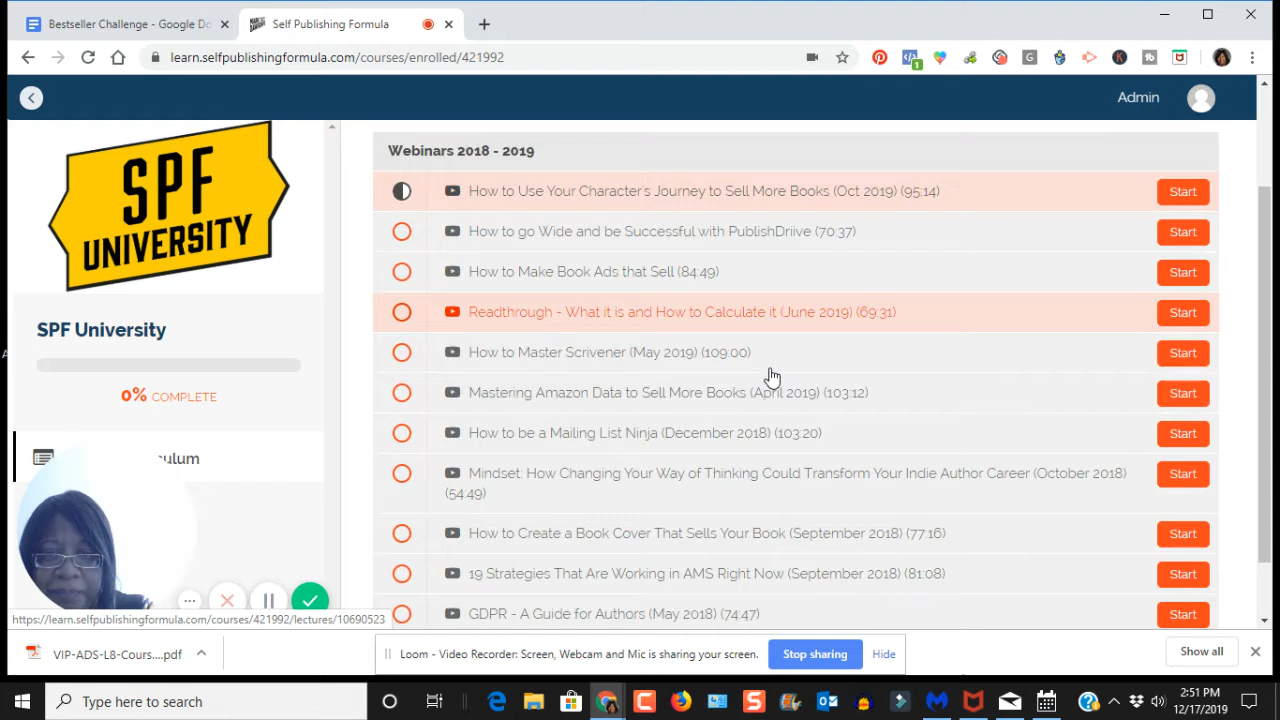 Bestseller Challenge - Google Do
Self Publishing Formula
learn.selfpublishingformula.com/courses/enrolled/421992
1
Admin
SPF
UNIVERSITY
SPF University
0% COMPLETE
ulum
Webinars 2018 - 2019
How to Use Your Character's Journey to Sell More Books (Oct 2019) (95:14)
Start
How to go Wide and be Successful with PublishDriive (70:37)
Start
How to Make Book Ads that Sell (84:49)
Start
Readthrough - What it is and How to Calculate it (June 2019) (69:31)
Start
How to Master Scrivener (May 2019) (109:00)
Start
Mastering Amazon Data to Sell More Books (April 2019) (103:12)
Start
How to be a Mailing List Ninja (December 2018) (103:20)
Start
Mindset: How Changing Your Way of Thinking Could Transform Your Indie Author Career (October 2018)
(54:49)
Start
How to Create a Book Cover That Sells Your Book (September 2018) (77:16)
Start
19 Strategies That Are Working in AMS Right Now (September 2018) (81:08)
Start
GDPR - A Guide for Authors (May 2018) (74:47)
Start
https://learn.selfpublishingformula.com/courses/421992/lectures/10690523
VIP-ADS-L8-Cours....pdf
Loom - Video Recorder: Screen, Webcam and Mic is sharing your screen.
Stop sharing
Hide
Show all
Type here to search
2:51 PM
12/17/2019